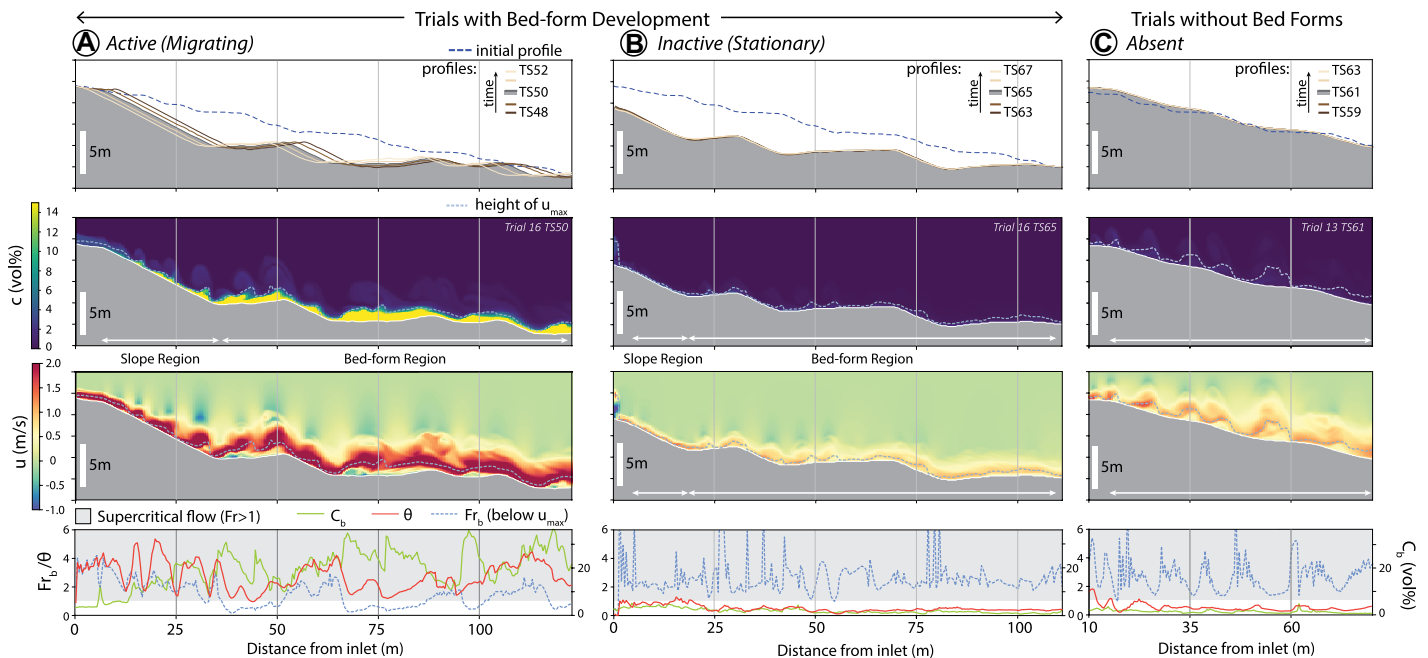 Trials with Bed-form Development
Trials without Bed Forms
A Active (Migrating)
B Inactive (Stationary)
C Absent
initial profile
profiles:
time
TS52
TS50
TS48
5m
profiles:
time
TS67
TS65
TS63
5m
profiles:
time
TS63
TS61
TS59
5m
height of umax
c (vol%)
14
12
10
8
6
4
2
0
Trial 16 TS50
5m
Slope Region
Bed-form Region
Trial 16 TS65
5m
Slope Region
Bed-form Region
Trial 13 TS61
5m
u (m/s)
2.0
1.5
1.0
0.5
0
-0.5
-1.0
5m
5m
5m
Supercritical flow (Fr>1)
Cb
θ
Frb (below umax)
Frb/θ
6
4
2
0
20
0
0 25 50 75 100
Distance from inlet (m)
6
4
2
0
20
0
0 25 50 75 100
Distance from inlet (m)
6
4
2
0
20
0
Cb (vol%)
10 35 60
Distance from inlet (m)